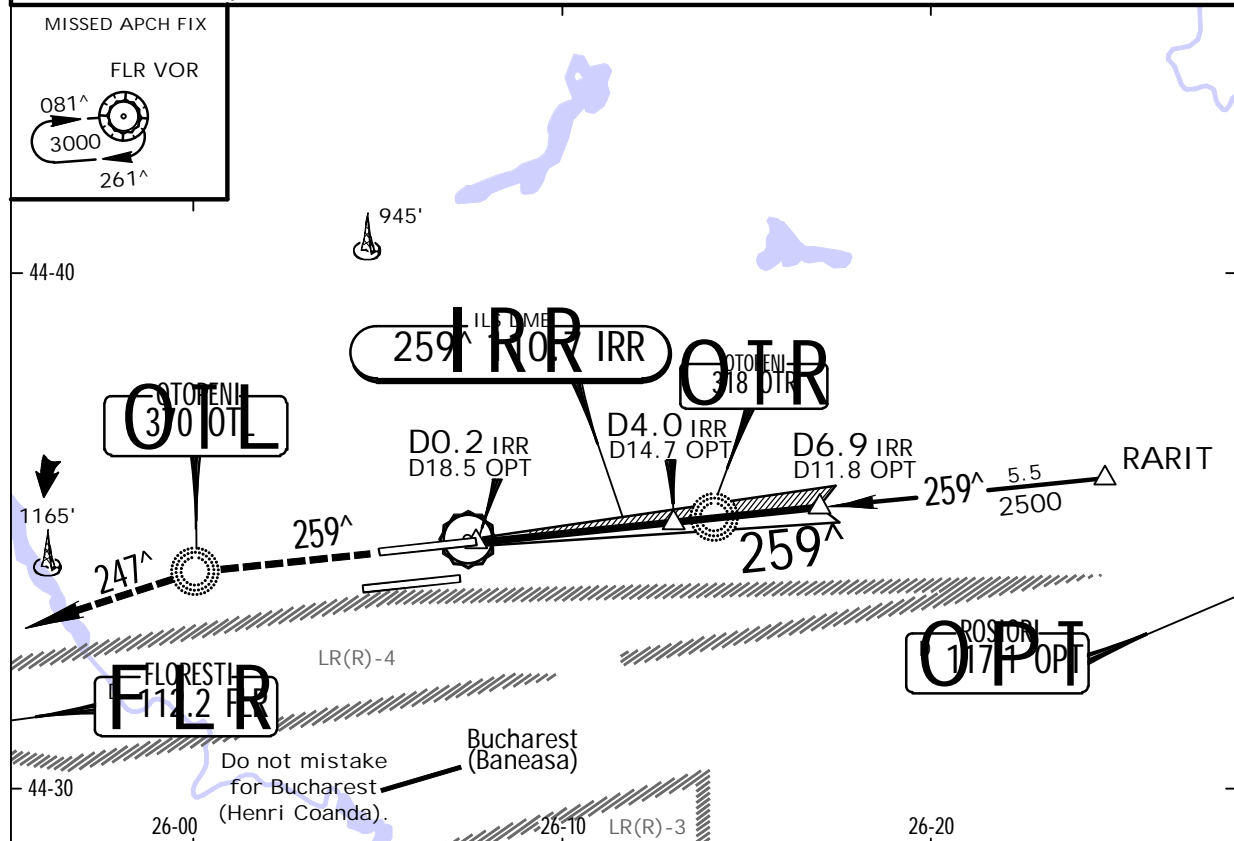 MISSED APCH FIX
FLR VOR
081^
3000
261^
945'
44-40
ILS DME
259^ 110.7 IRR
IRR
OTOPENI
318 OTR
OTR
OTOPENI
370 OTL
OTL
D0.2 IRR
D18.5 OPT
D4.0 IRR
D14.7 OPT
D6.9 IRR
D11.8 OPT
RARIT
259^
5.5
2500
1165'
247^
259^
259^
LR(R)-4
FLORESTI
D 112.2 FLR
FLR
ROSIORI
D 117.1 OPT
OPT
Do not mistake
for Bucharest
(Henri Coanda).
Bucharest
(Baneasa)
44-30
26-00
26-10
LR(R)-3
26-20